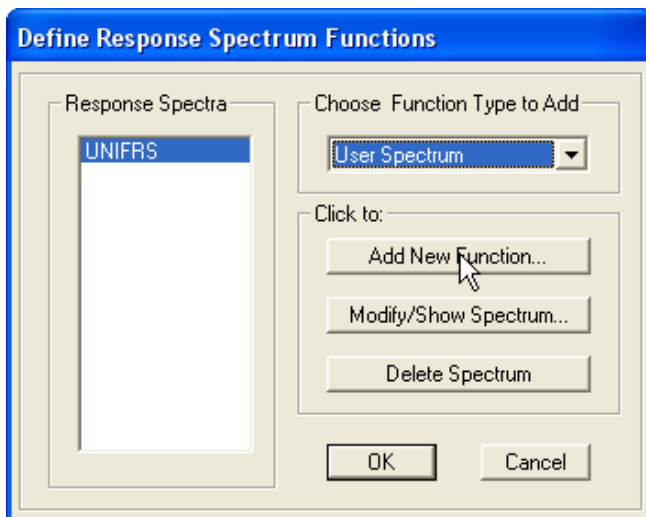 Define Response Spectrum Functions
Response Spectra
UNIFRS
Choose Function Type to Add
User Spectrum
Click to:
Add New Function...
Modify/Show Spectrum...
Delete Spectrum
OK
Cancel